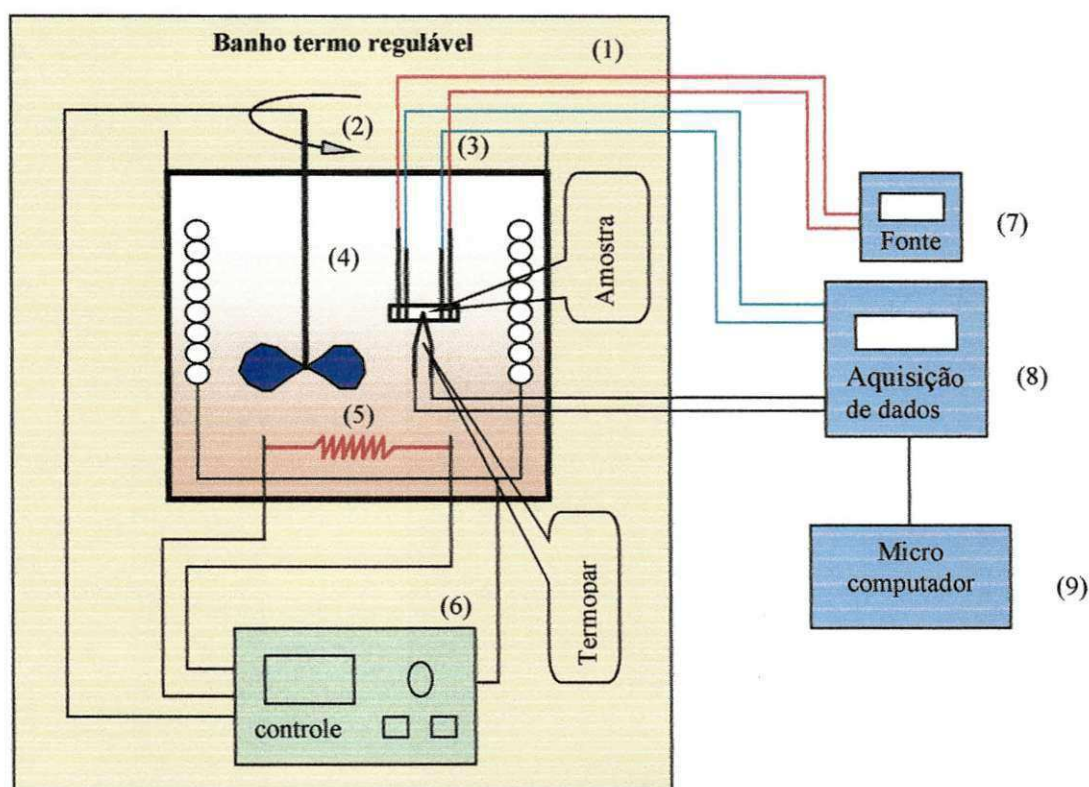 Banho termo regulável
(1)
(2)
(3)
(4)
Amostra
(5)
Termopar
(6)
controle
Fonte
(7)
Aquisição
de dados
(8)
Micro
computador
(9)